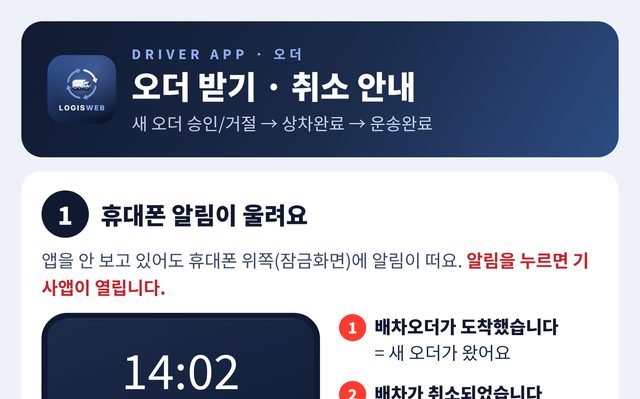 DRIVER APP · 오더
오더 받기 · 취소 안내
LOGISWEB
새 오더 승인/거절 → 상차완료 → 운송완료
1 휴대폰 알림이 울려요
앱을 안 보고 있어도 휴대폰 위쪽(잠금화면)에 알림이 떠요. 알림을 누르면 기
사앱이 열립니다.
14:02
1 배차오더가 도착했습니다
= 새 오더가 왔어요
2 배차가 취소되었습니다